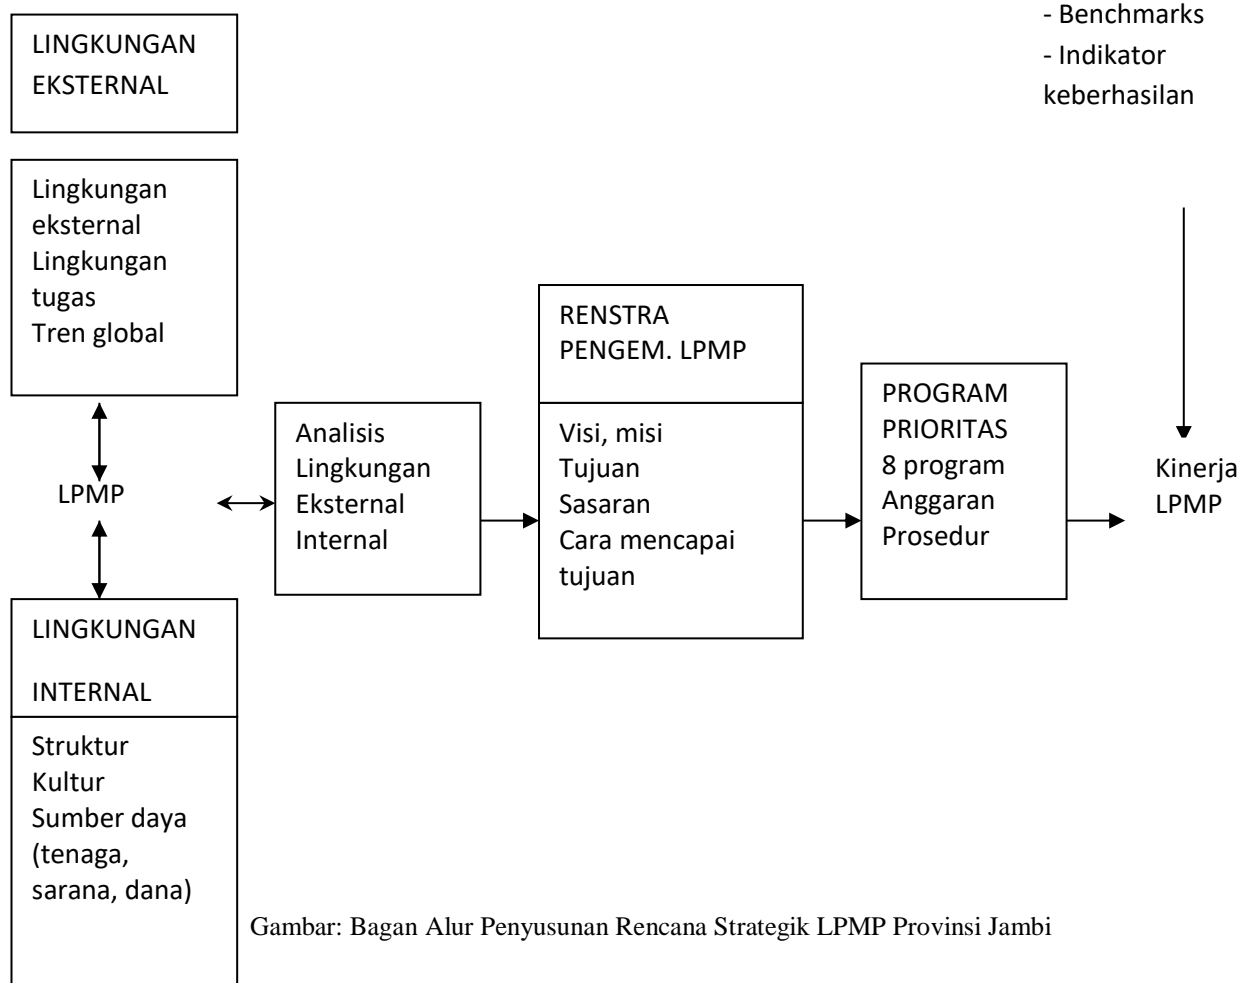 LINGKUNGAN
EKSTERNAL
- Benchmarks
- Indikator
keberhasilan
Lingkungan
eksternal
Lingkungan
tugas
Tren global
LPMP
LINGKUNGAN
INTERNAL
Struktur
Kultur
Sumber daya
(tenaga,
sarana, dana)
Analisis
Lingkungan
Eksternal
Internal
RENSTRA
PENGEM. LPMP
Visi, misi
Tujuan
Sasaran
Cara mencapai
tujuan
PROGRAM
PRIORITAS
8 program
Anggaran
Prosedur
Kinerja
LPMP
Gambar: Bagan Alur Penyusunan Rencana Strategik LPMP Provinsi Jambi